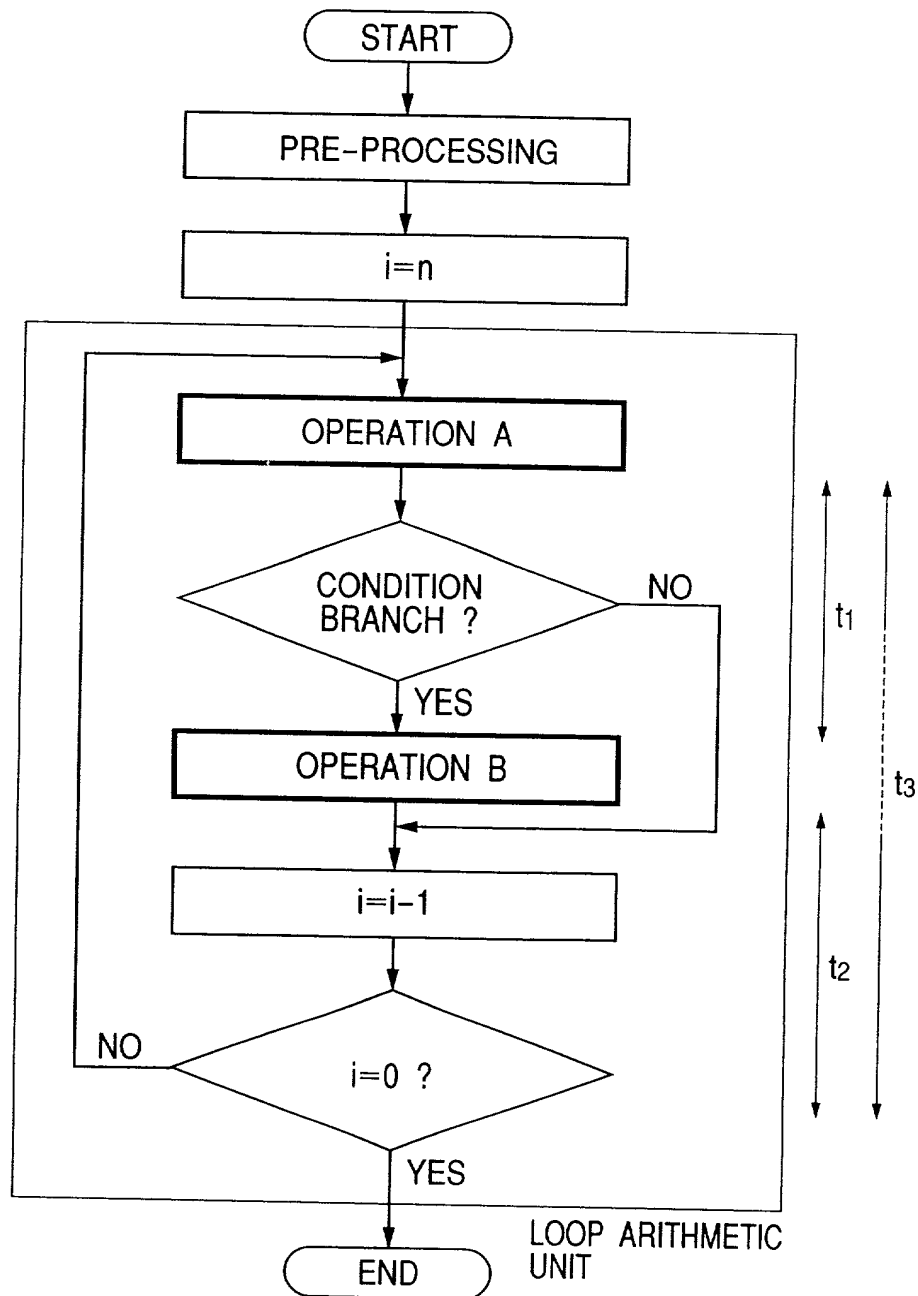 START
PRE-PROCESSING
i=n
OPERATION A
CONDITION
BRANCH ?
NO
t1
YES
OPERATION B
t3
i=i-1
t2
NO
i=0 ?
YES
LOOP ARITHMETIC
UNIT
END